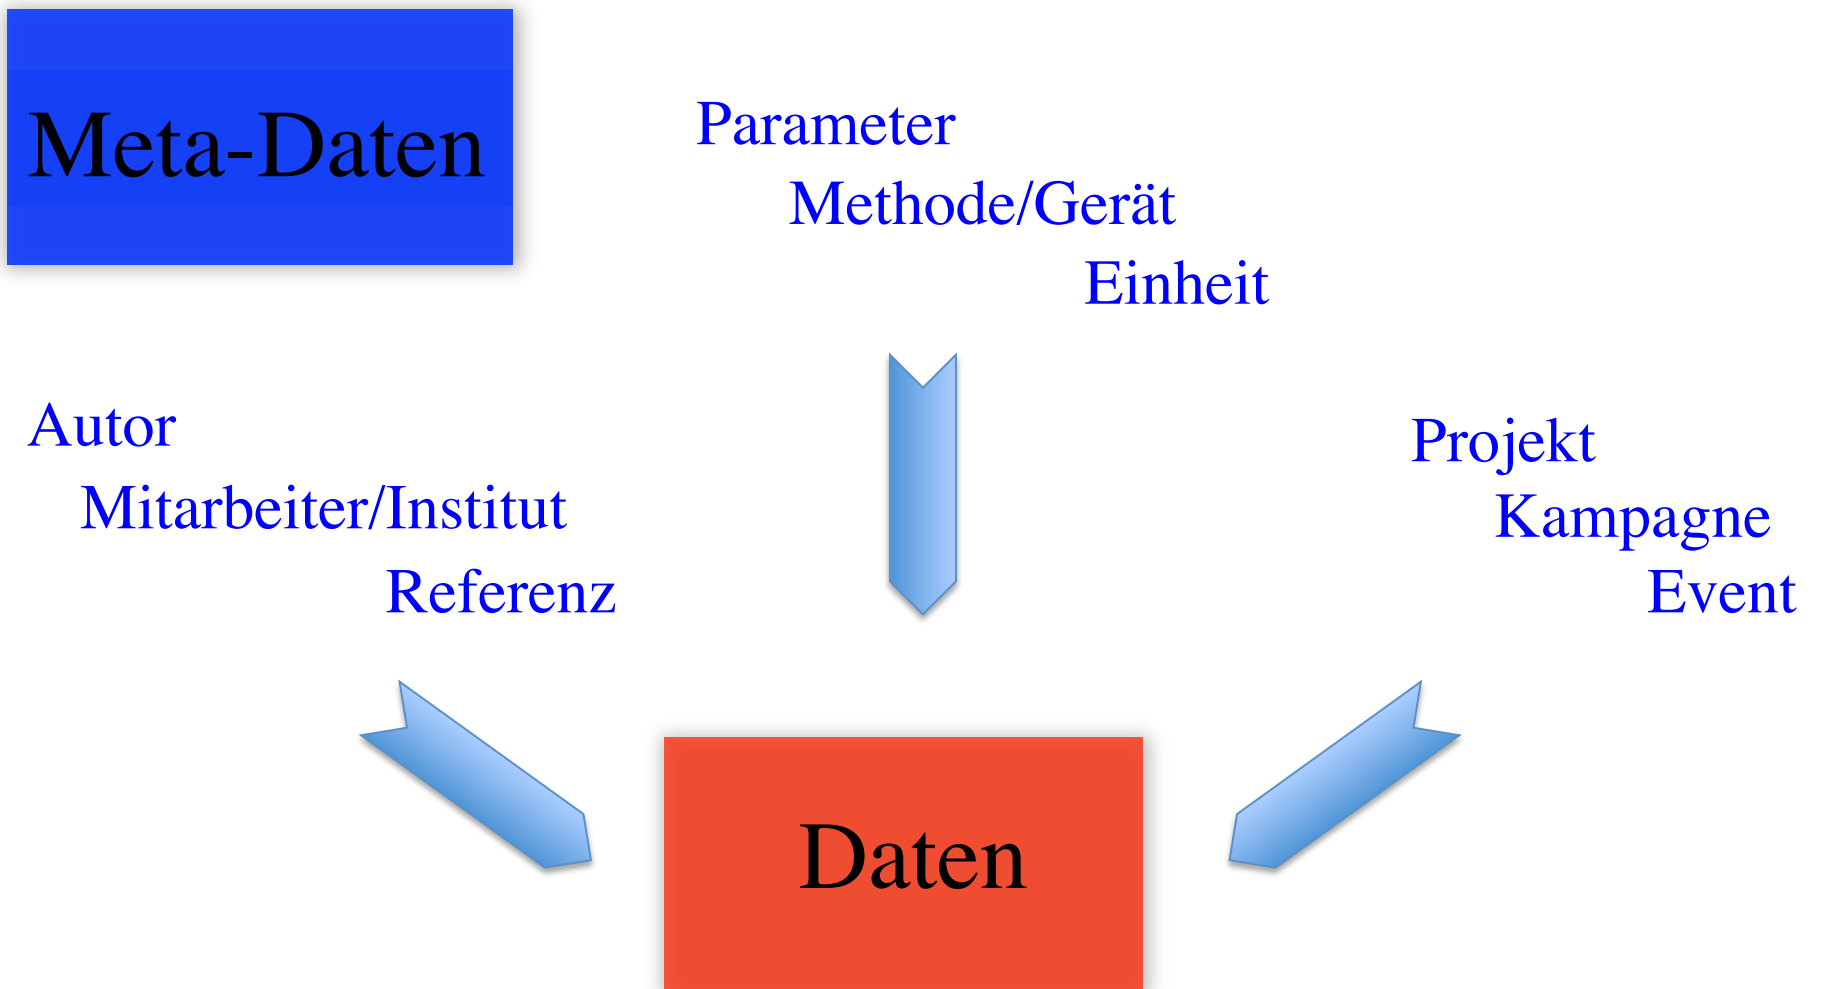 Meta-Daten
Parameter
Methode/Gerät
Einheit
Autor
Mitarbeiter/Institut
Referenz
Projekt
Kampagne
Event
Daten